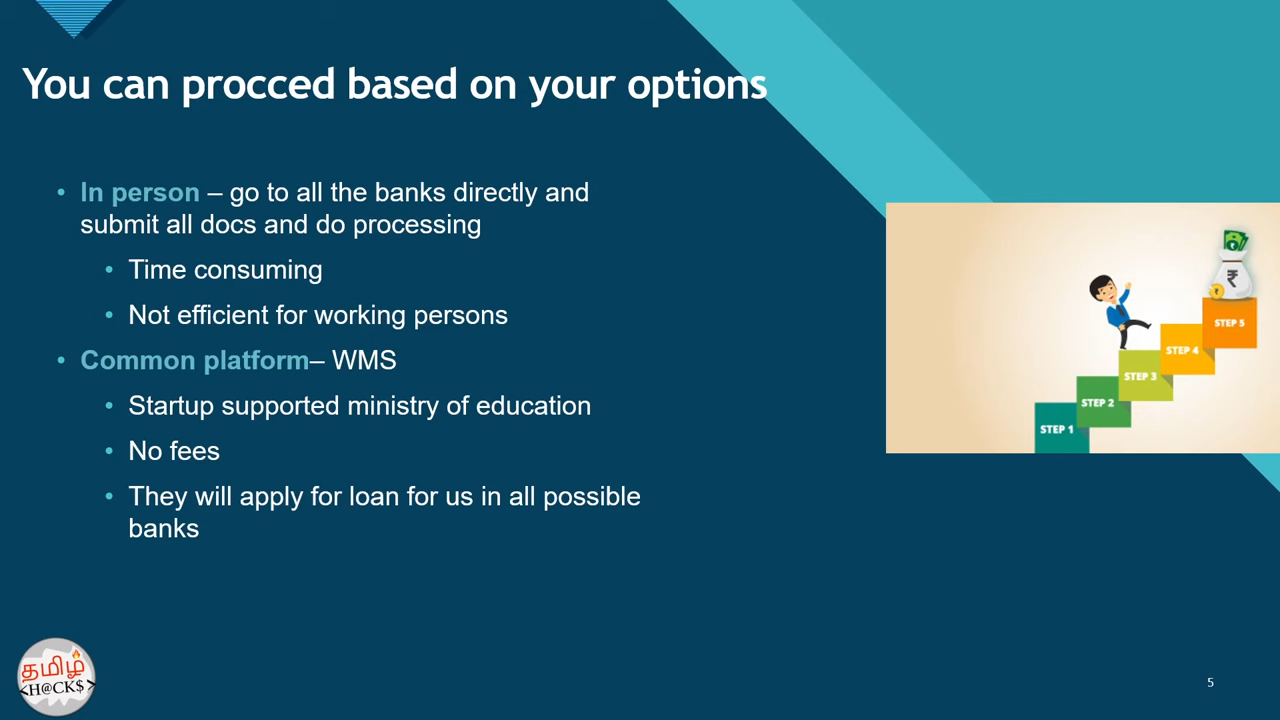 You can procced based on your options
• In person – go to all the banks directly and
submit all docs and do processing
• Time consuming
• Not efficient for working persons
• Common platform– WMS
• Startup supported ministry of education
• No fees
• They will apply for loan for us in all possible
banks
₹
STEP 5
STEP 4
STEP 3
STEP 2
STEP 1
தமிழ்
<H@CK$>
5